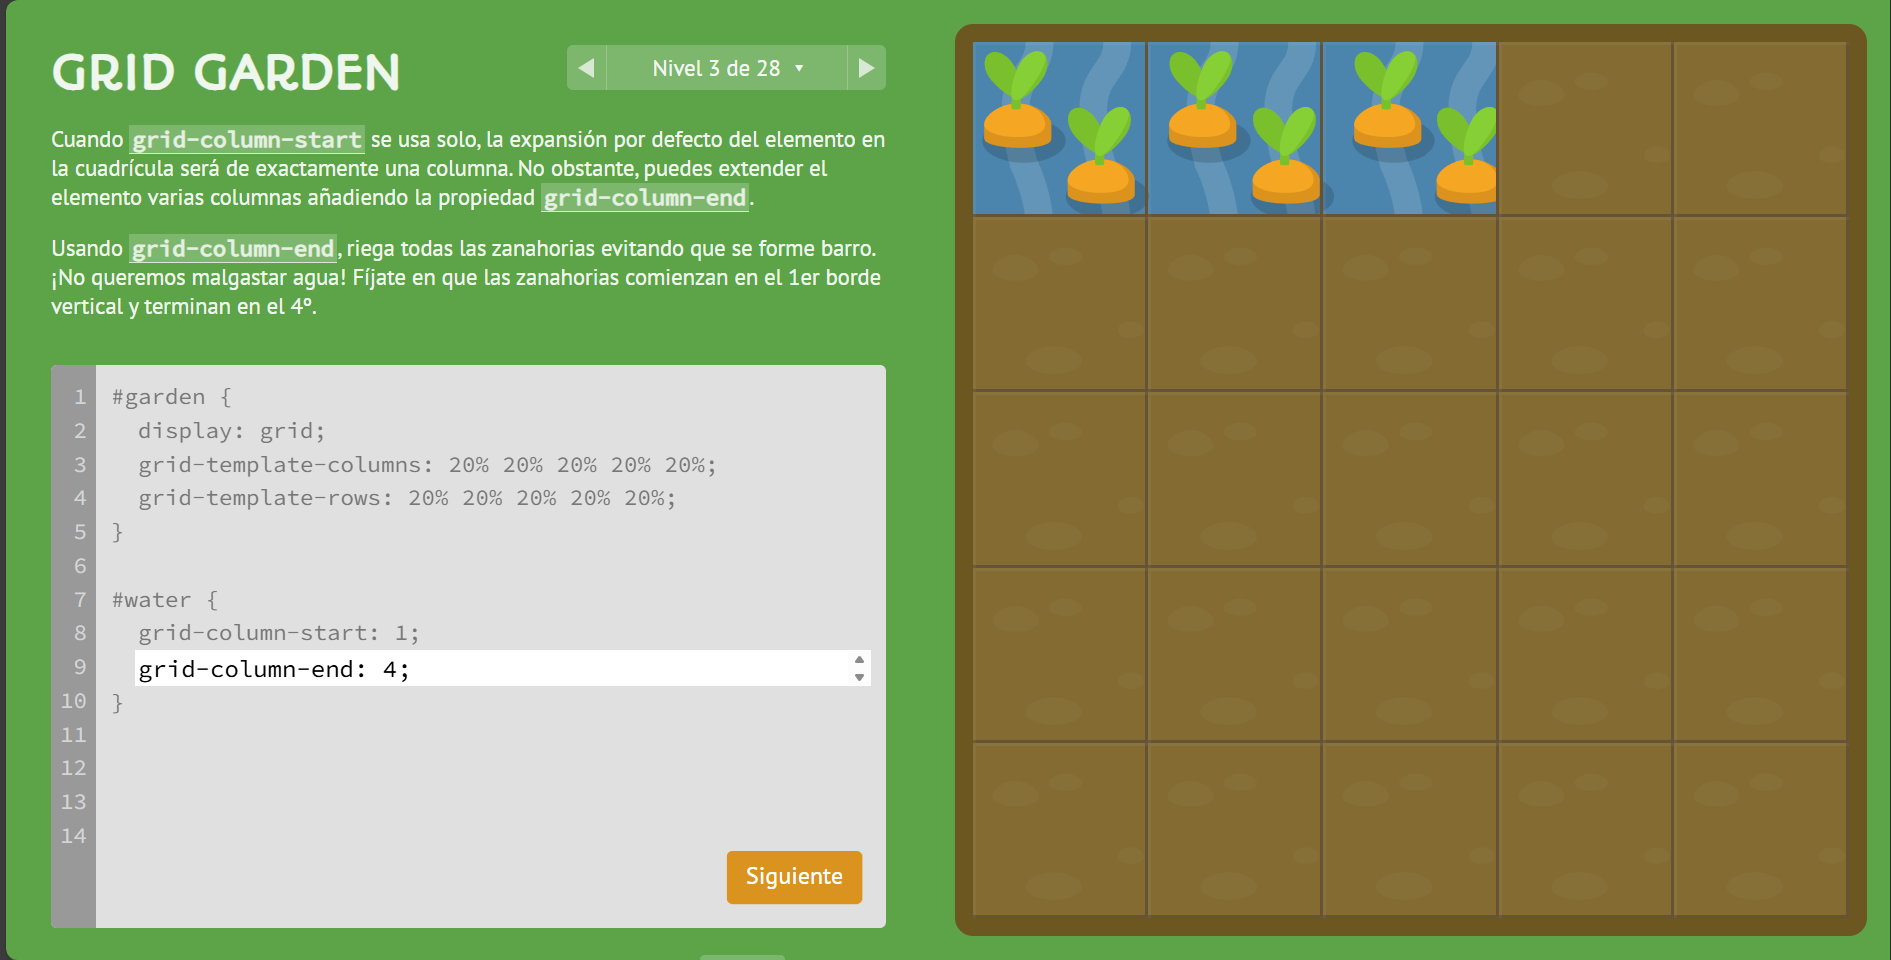 GRID GARDEN
Nivel 3 de 28
Cuando grid-column-start se usa solo, la expansión por defecto del elemento en
la cuadrícula será de exactamente una columna. No obstante, puedes extender el
elemento varias columnas añadiendo la propiedad grid-column-end.
Usando grid-column-end, riega todas las zanahorias evitando que se forme barro.
¡No queremos malgastar agua! Fíjate en que las zanahorias comienzan en el 1er borde
vertical y terminan en el 4º.
1 #garden {
2 display: grid;
3 grid-template-columns: 20% 20% 20% 20% 20%;
4 grid-template-rows: 20% 20% 20% 20% 20%;
5 }
6
7 #water {
8 grid-column-start: 1;
9 grid-column-end: 4;
10 }
11
12
13
14
Siguiente